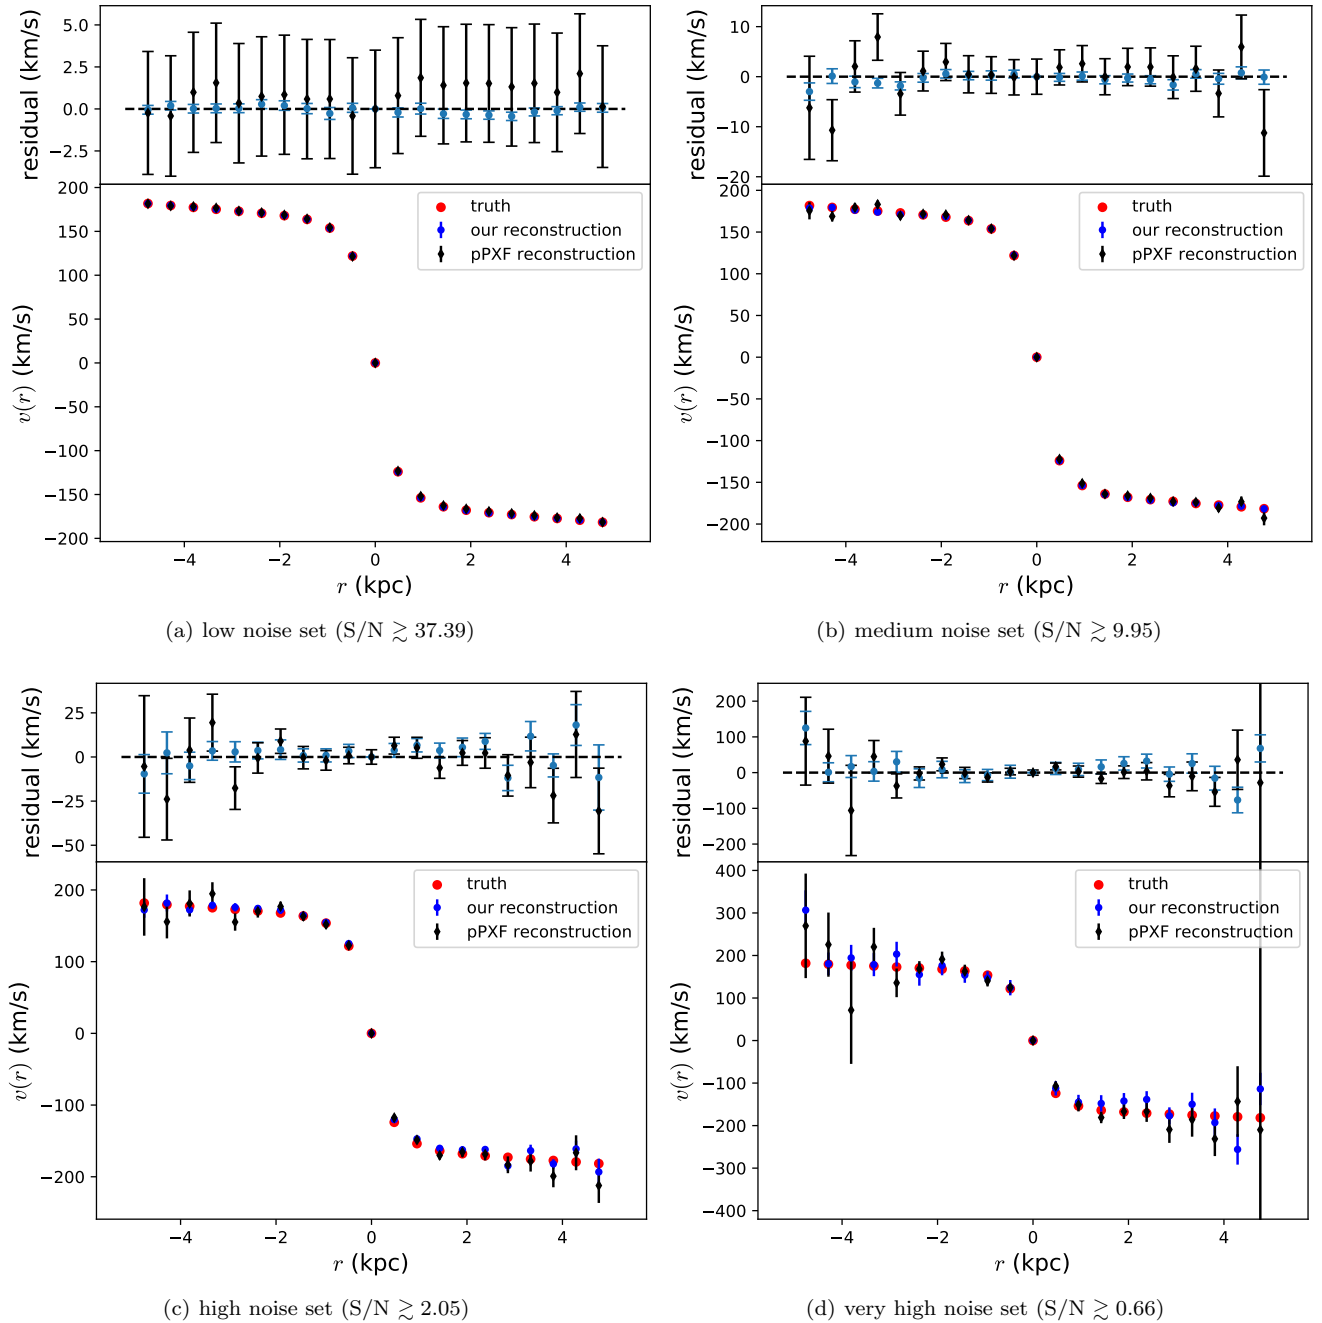 residual (km/s)
5.0
2.5
0.0
−2.5
v(r) (km/s)
200
150
100
50
0
−50
−100
−150
−200
truth
our reconstruction
pPXF reconstruction
−4
−2
0
2
4
r (kpc)
(a) low noise set (S/N ≳ 37.39)
residual (km/s)
10
0
−10
−20
v(r) (km/s)
200
150
100
50
0
−50
−100
−150
−200
truth
our reconstruction
pPXF reconstruction
−4
−2
0
2
4
r (kpc)
(b) medium noise set (S/N ≳ 9.95)
residual (km/s)
25
0
−25
−50
v(r) (km/s)
200
100
0
−100
−200
truth
our reconstruction
pPXF reconstruction
−4
−2
0
2
4
r (kpc)
(c) high noise set (S/N ≳ 2.05)
residual (km/s)
200
100
0
−100
−200
v(r) (km/s)
400
300
200
100
0
−100
−200
−300
−400
truth
our reconstruction
pPXF reconstruction
−4
−2
0
2
4
r (kpc)
(d) very high noise set (S/N ≳ 0.66)